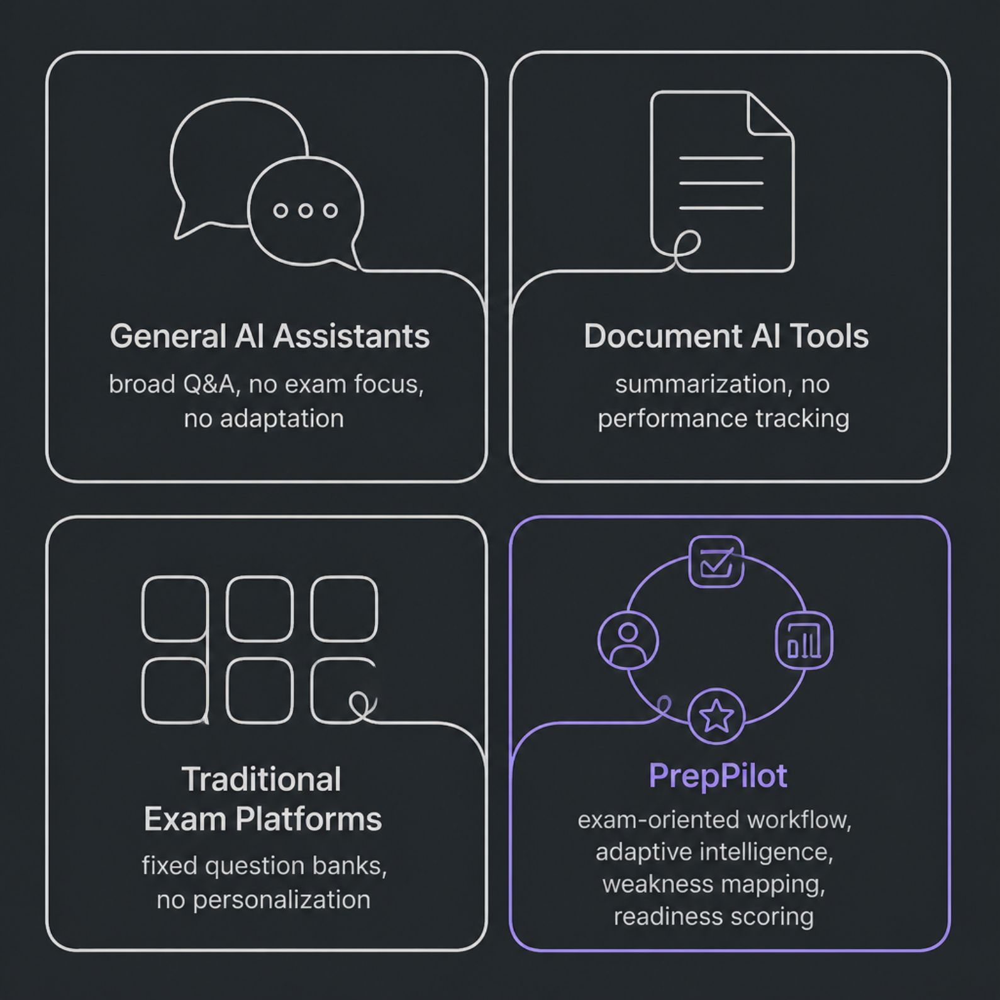 General AI Assistants
broad Q&A, no exam focus,
no adaptation
Document AI Tools
summarization, no
performance tracking
Traditional
Exam Platforms
fixed question banks,
no personalization
PrepPilot
exam-oriented workflow,
adaptive intelligence,
weakness mapping,
readiness scoring